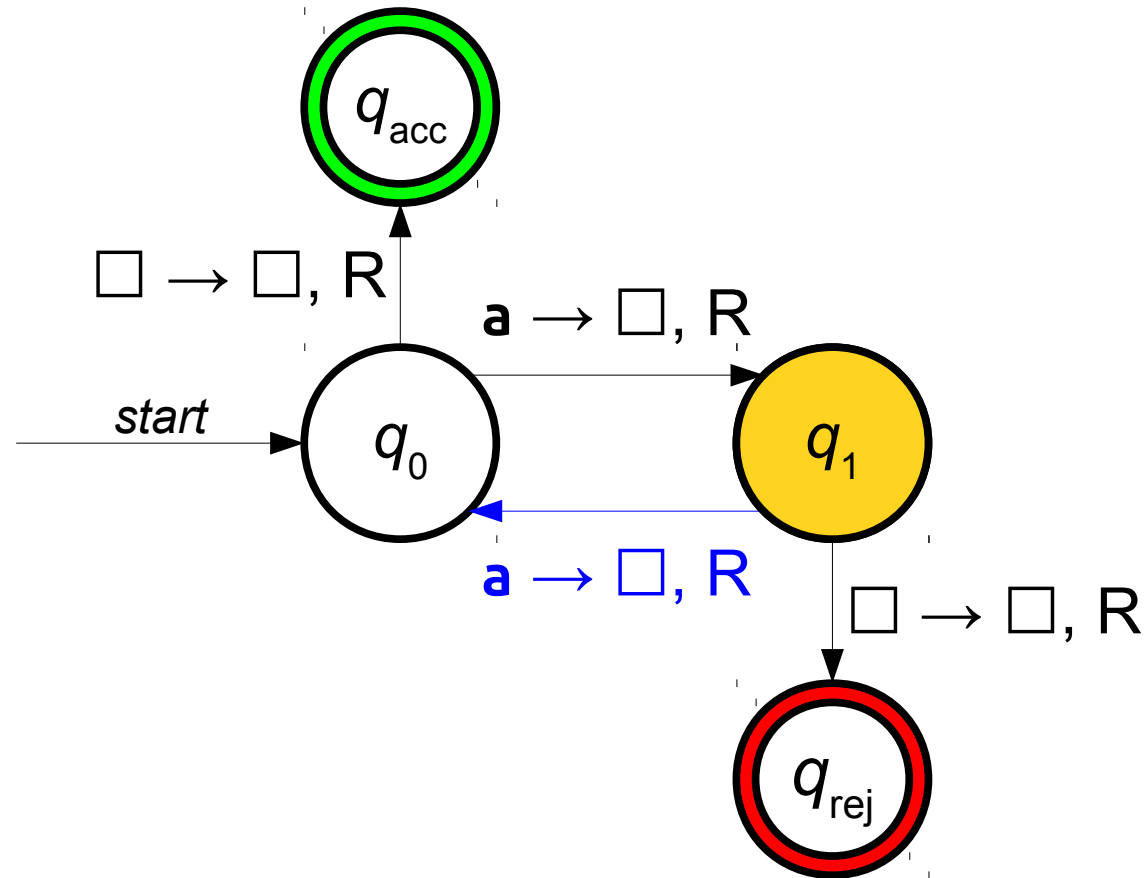 q_acc
□ → □, R
a → □, R
start
q_0
q_1
a → □, R
□ → □, R
q_rej